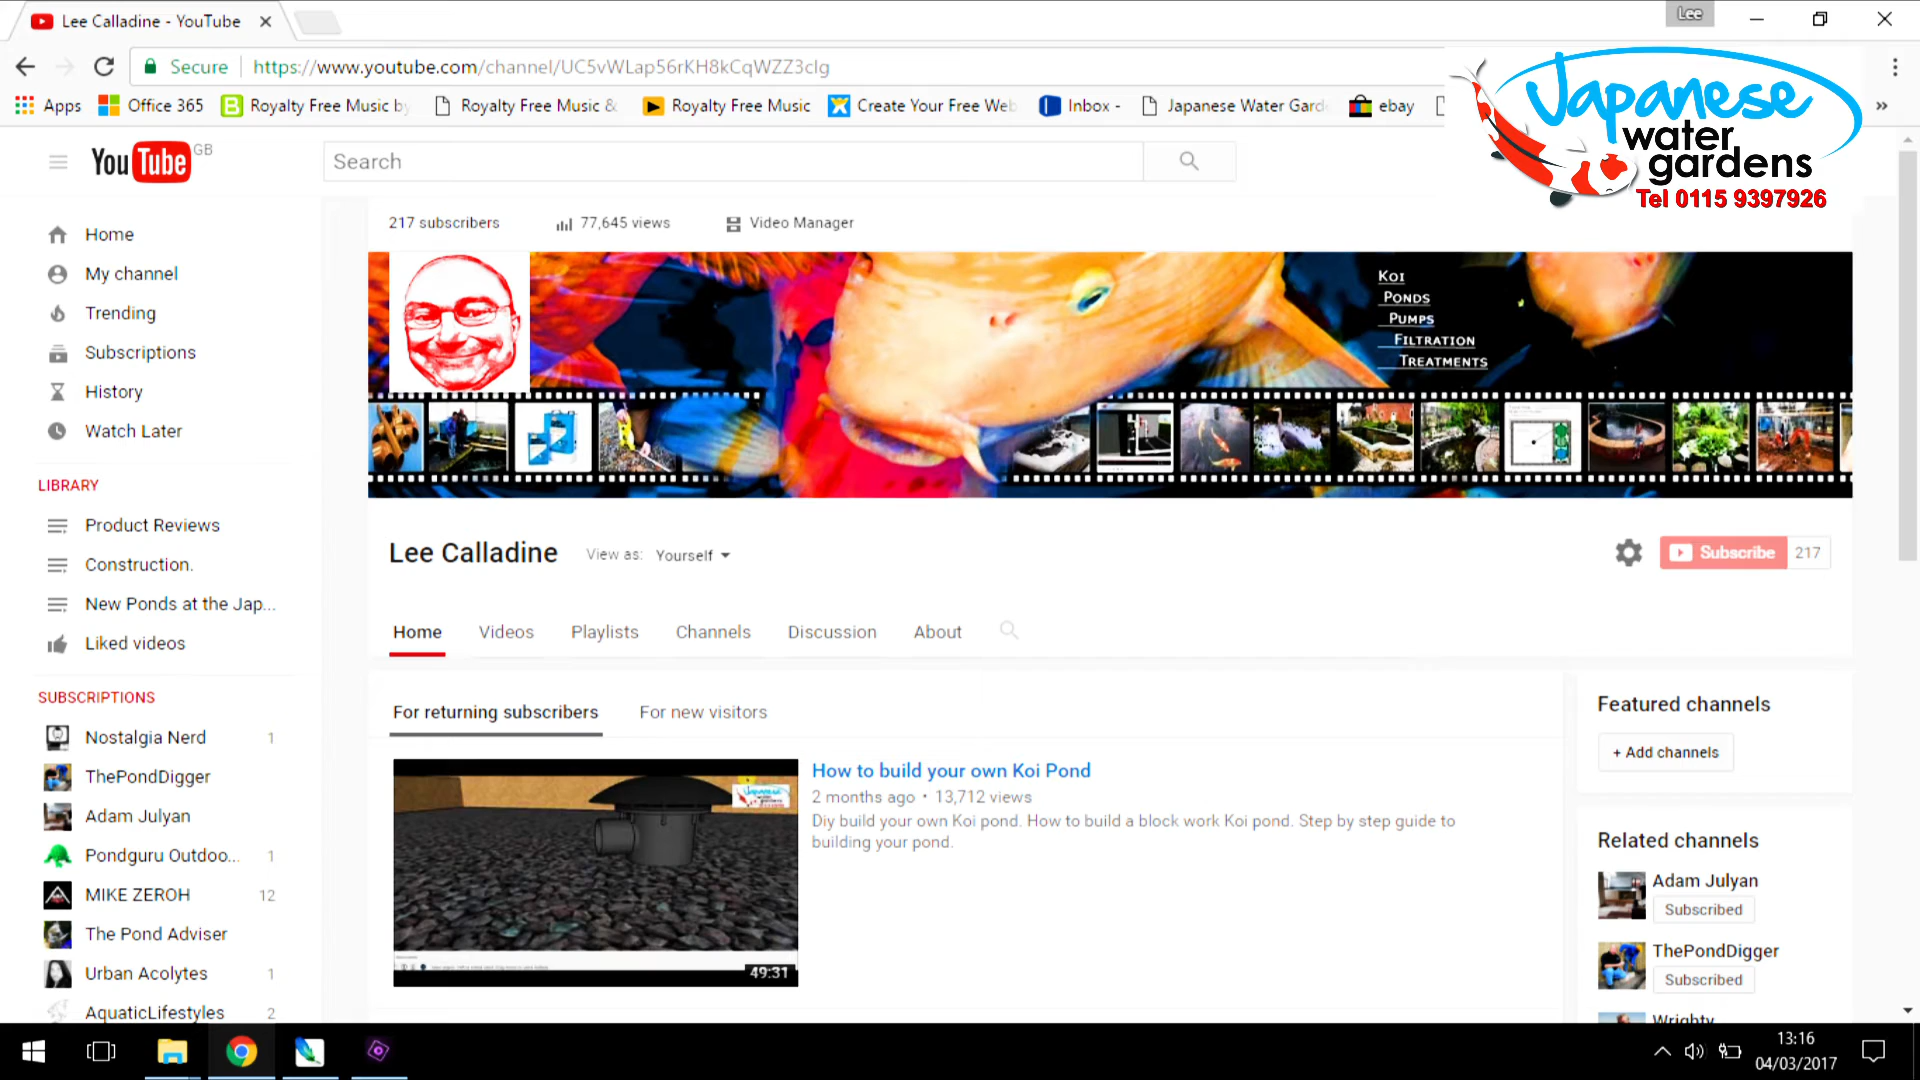 Lee Calladine - YouTube
Lee
Secure
https://www.youtube.com/channel/UC5vWLap56rKH8kCqWZZ3clg
Apps
Office 365
Royalty Free Music by
Royalty Free Music &
Royalty Free Music
Create Your Free Web
Inbox -
Japanese Water Gard
ebay
»
Japanese
water
gardens
Tel 0115 9397926
YouTube GB
Search
217 subscribers
77,645 views
Video Manager
Home
My channel
Trending
Subscriptions
History
Watch Later
LIBRARY
Product Reviews
Construction.
New Ponds at the Jap...
Liked videos
SUBSCRIPTIONS
Nostalgia Nerd 1
ThePondDigger
Adam Julyan
Pondguru Outdoo... 1
MIKE ZEROH 12
The Pond Adviser
Urban Acolytes 1
AquaticLifestyles 2
Koi
Ponds
Pumps
Filtration
Treatments
Lee Calladine
View as: Yourself
Subscribe 217
Home
Videos
Playlists
Channels
Discussion
About
For returning subscribers
For new visitors
How to build your own Koi Pond
2 months ago • 13,712 views
Diy build your own Koi pond. How to build a block work Koi pond. Step by step guide to
building your pond.
Japanese
49:31
Featured channels
+ Add channels
Related channels
Adam Julyan
Subscribed
ThePondDigger
Subscribed
Wrighty
13:16
04/03/2017